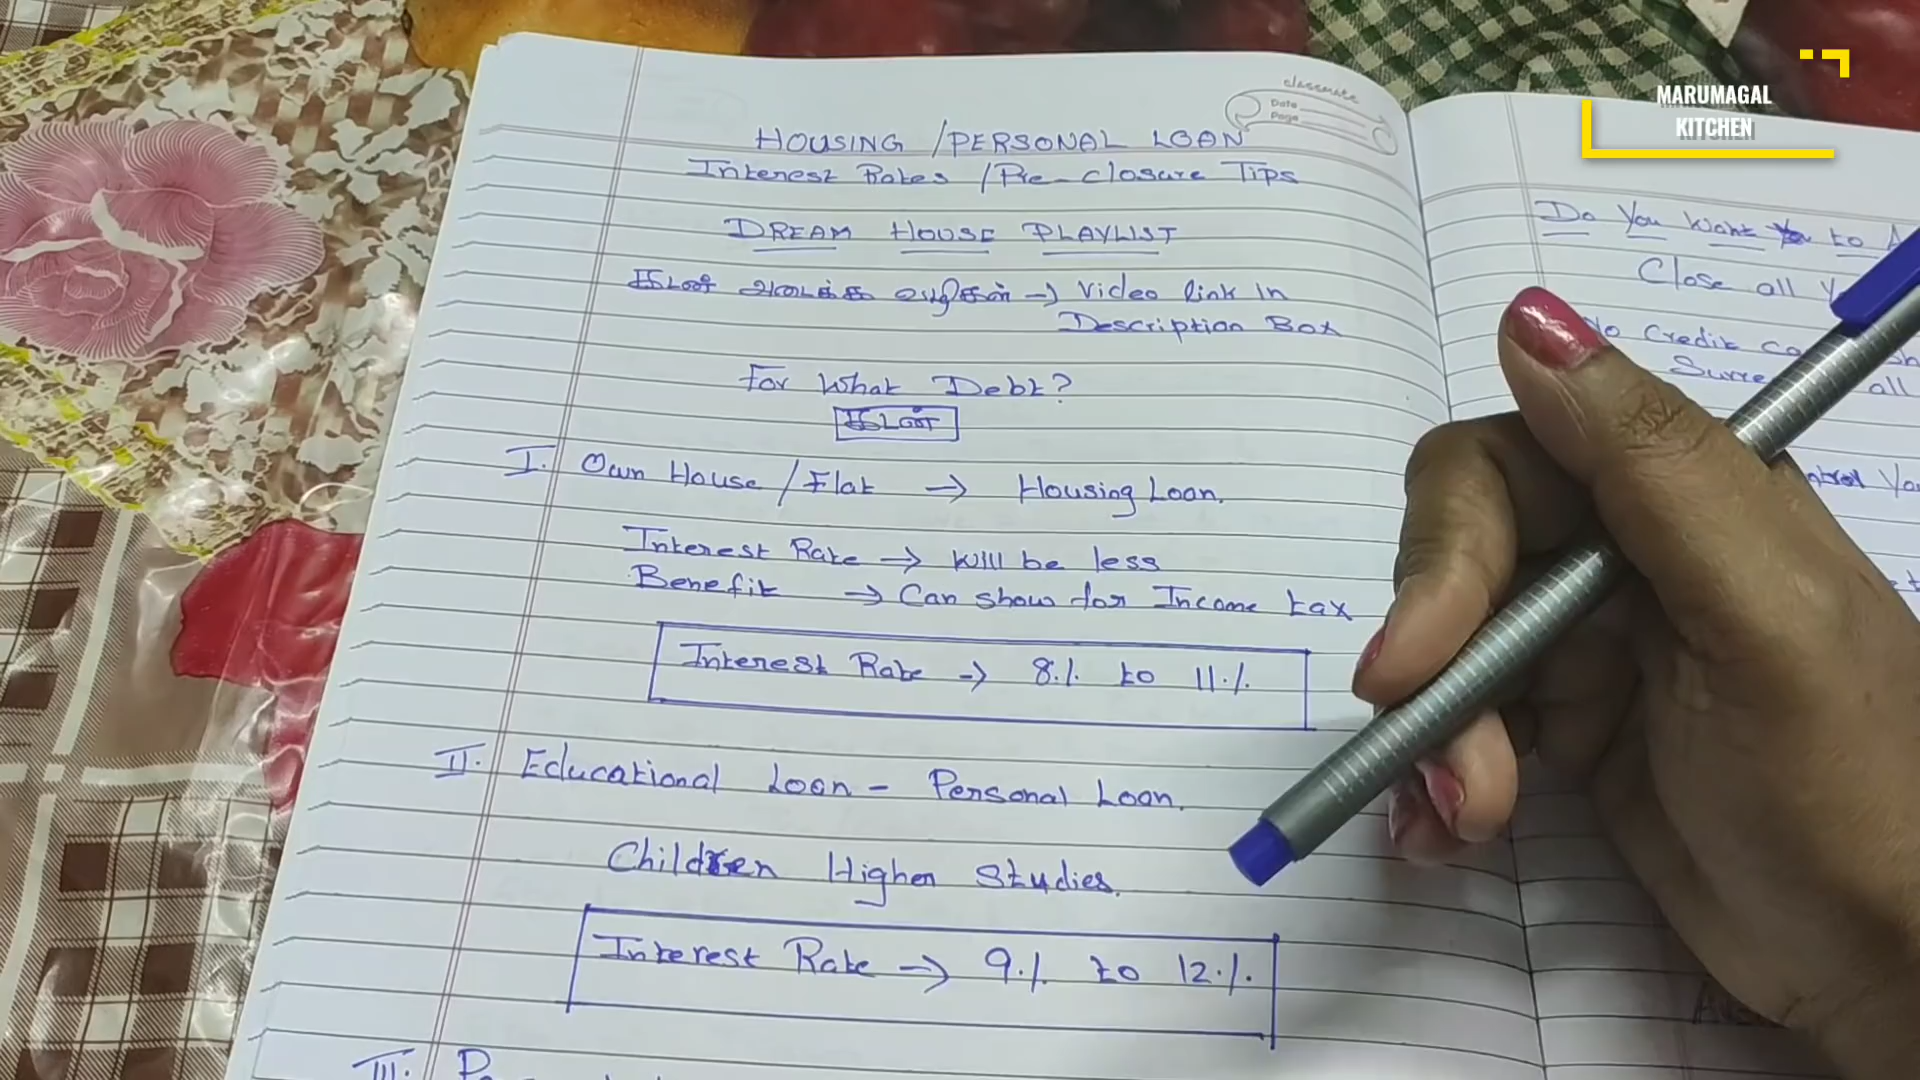 classmate
Date
Page
HOUSING /PERSONAL LOAN
Interest Rates /Pre-closure Tips
DREAM HOUSE PLAYLIST
கடன் அடைக்க வழிகள் → Video link in
Description Box
For What Debt?
கடன்
I. Own House /Flat → Housing Loan.
Interest Rate → Will be less
Benefit → Can show for Income tax
Interest Rate → 8% to 11%
II. Educational Loan - Personal Loan.
Children Higher Studies.
Interest Rate → 9% to 12%
III.
Do You Want to
Close all
No Credit
all
MARUMAGAL
KITCHEN